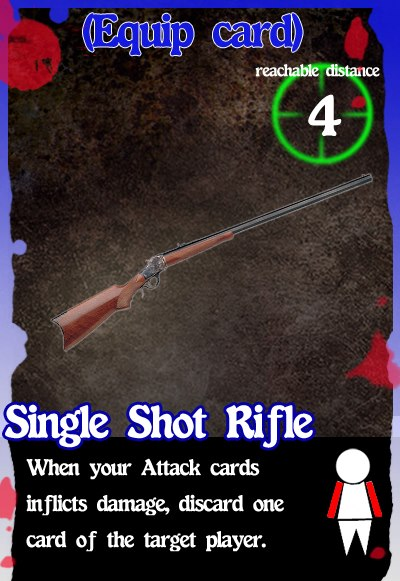 (Equip card)
reachable distance
4
Single Shot Rifle
When your Attack cards
inflicts damage, discard one
card of the target player.